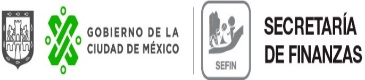 GOBIERNO DE LA
CIUDAD DE MÉXICO
SEFIN
SECRETARÍA
DE FINANZAS